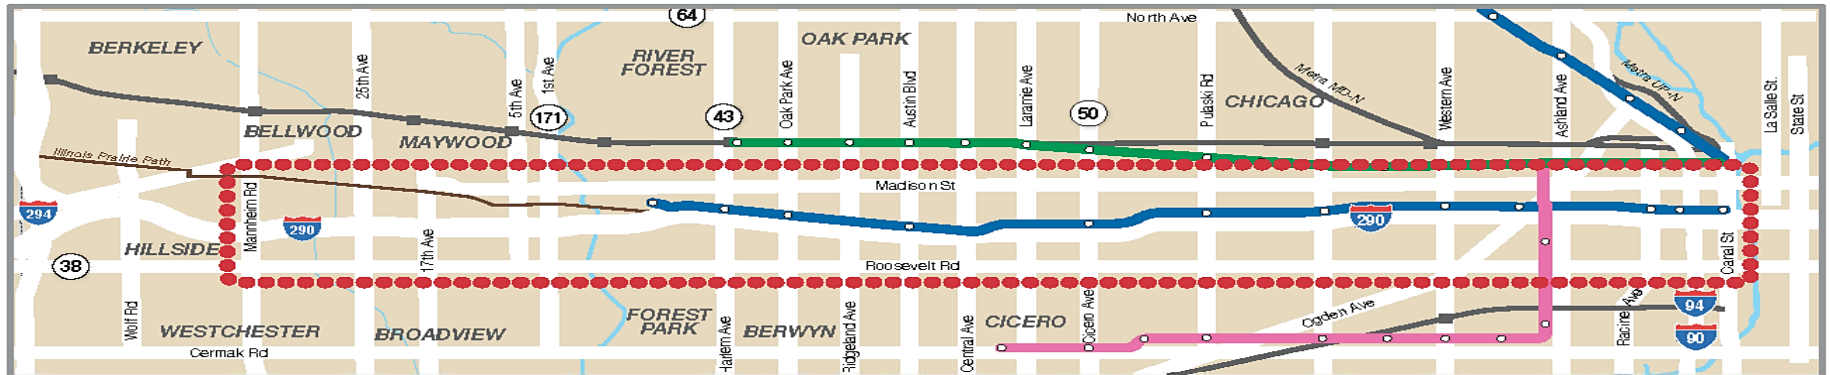 64
North Ave
BERKELEY
OAK PARK
RIVER
FOREST
25th Ave
5th Ave
1st Ave
Oak Park Ave
Austin Blvd
Laramie Ave
Pulaski Rd
Metra MD-N
Western Ave
Ashland Ave
Metra UP-N
La Salle St.
State St
CHICAGO
171
43
50
BELLWOOD
MAYWOOD
Illinois Prairie Path
Madison St
Mannheim Rd
294
290
290
HILLSIDE
17th Ave
38
Roosevelt Rd
Canal St
Wolf Rd
WESTCHESTER
BROADVIEW
FOREST
PARK
Harlem Ave
BERWYN
Ridgeland Ave
Central Ave
CICERO
Cicero Ave
Ogden Ave
Racine Ave
94
90
Cermak Rd